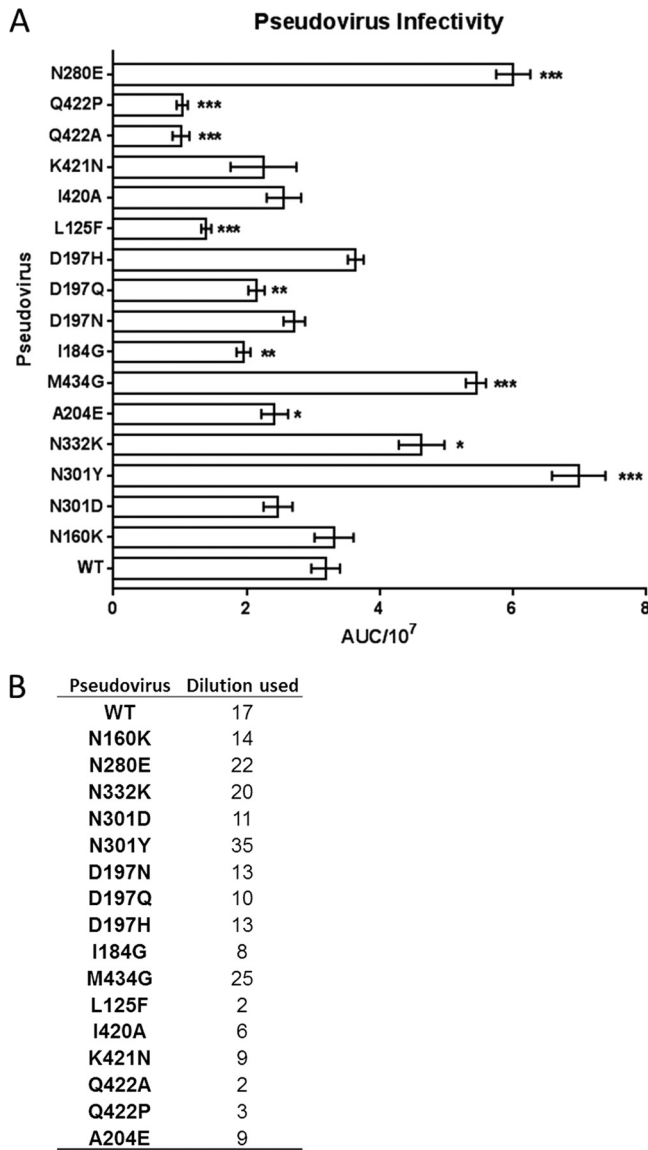 A
Pseudovirus Infectivity
Pseudovirus
N280E ***
Q422P ***
Q422A ***
K421N
I420A
L125F ***
D197H
D197Q **
D197N
I184G **
M434G ***
A204E *
N332K *
N301Y ***
N301D
N160K
WT
0 2 4 6 8
AUC/10⁷
B
Pseudovirus Dilution used
WT 17
N160K 14
N280E 22
N332K 20
N301D 11
N301Y 35
D197N 13
D197Q 10
D197H 13
I184G 8
M434G 25
L125F 2
I420A 6
K421N 9
Q422A 2
Q422P 3
A204E 9